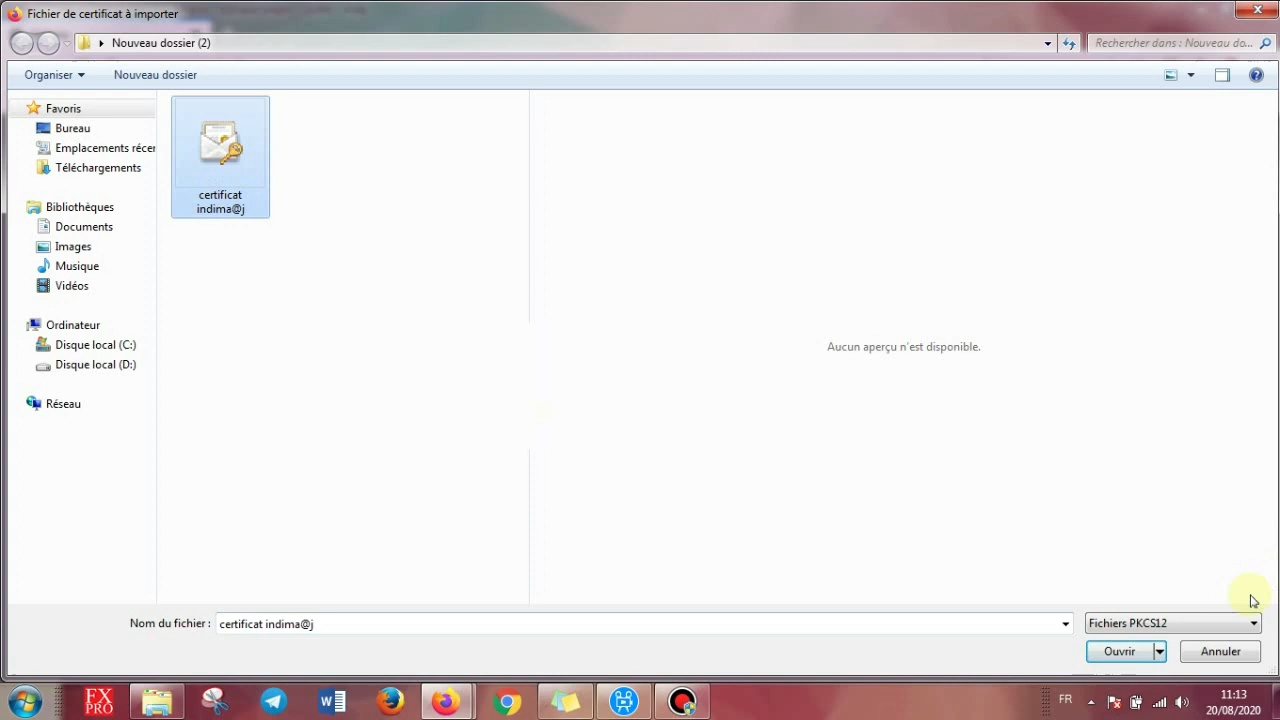 Fichier de certificat à importer
Nouveau dossier (2)
Rechercher dans : Nouveau do...
Organiser
Nouveau dossier
Favoris
Bureau
Emplacements récer
Téléchargements
Bibliothèques
Documents
Images
Musique
Vidéos
Ordinateur
Disque local (C:)
Disque local (D:)
Réseau
certificat
indima@j
Aucun aperçu n'est disponible.
Nom du fichier :
certificat indima@j
Fichiers PKCS12
Ouvrir
Annuler
FX
PRO
FR
11:13
20/08/2020